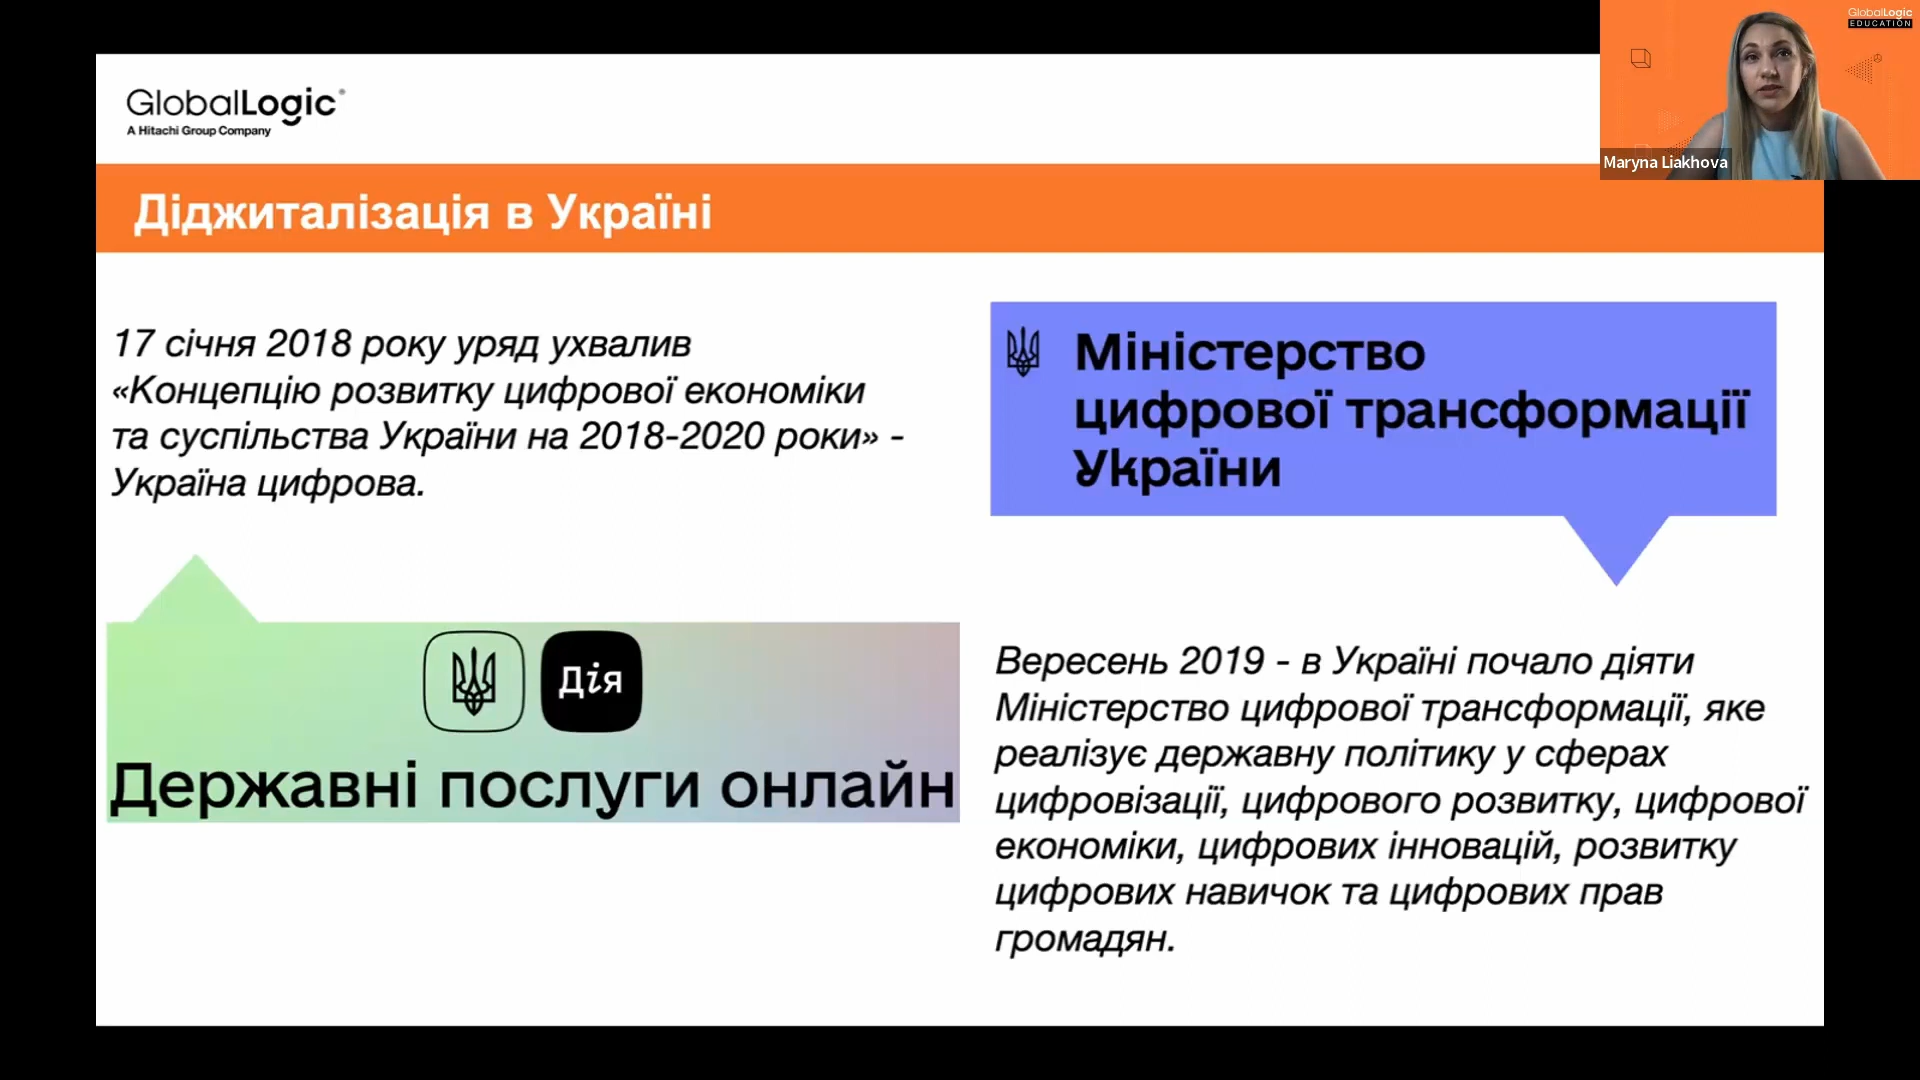 GlobalLogic
EDUCATION
Maryna Liakhova
GlobalLogic®
A Hitachi Group Company
Діджиталізація в Україні
17 січня 2018 року уряд ухвалив
«Концепцію розвитку цифрової економіки
та суспільства України на 2018-2020 роки» -
Україна цифрова.
Міністерство
цифрової трансформації
України
Дія
Державні послуги онлайн
Вересень 2019 - в Україні почало діяти
Міністерство цифрової трансформації, яке
реалізує державну політику у сферах
цифровізації, цифрового розвитку, цифрової
економіки, цифрових інновацій, розвитку
цифрових навичок та цифрових прав
громадян.